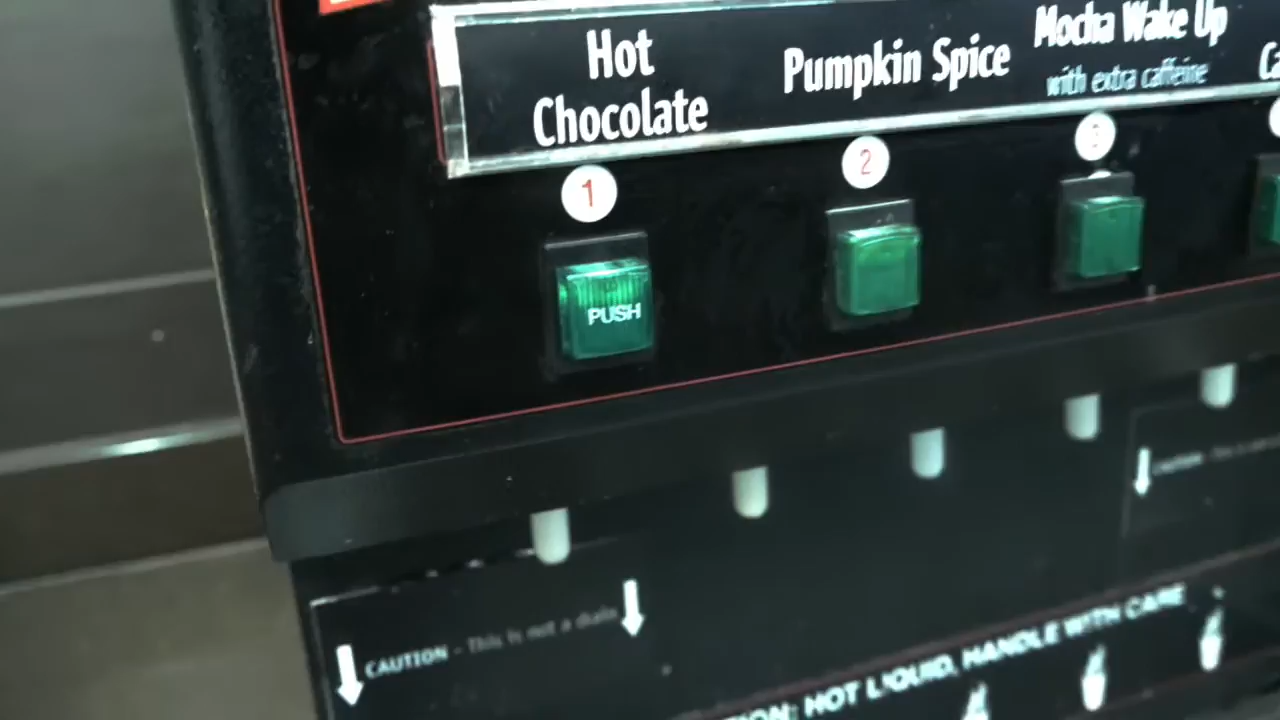 Hot
Chocolate
Pumpkin Spice
Mocha Wake Up
with extra caffeine
1
2
3
PUSH
CAUTION - This is not a drain
HOT LIQUID, HANDLE WITH CARE